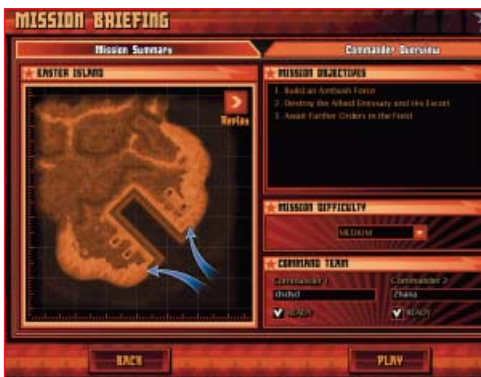 MISSION BRIEFING
Mission Summary
Commander Overview
EASTER ISLAND
Replay
MISSION OBJECTIVES
1. Build an Ambush Force
2. Destroy the Allied Emissary and His Escort
3. Await Further Orders in the Field
MISSION DIFFICULTY
MEDIUM
COMMAND TEAM
Commander 1
Commander 2
Zhana
READY
READY
BACK
PLAY